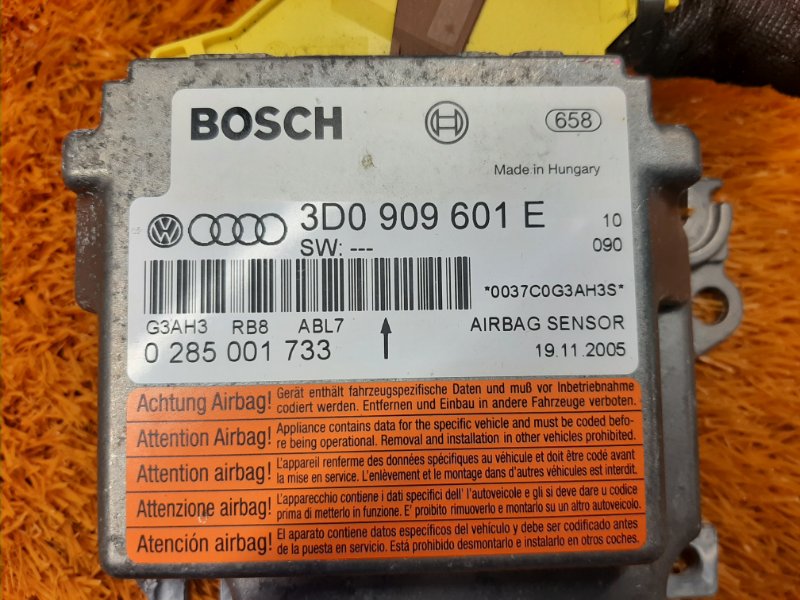 BOSCH
658
Made in Hungary
3D0 909 601 E
10
SW: ---
090
*0037C0G3AH3S*
G3AH3 RB8 ABL7
AIRBAG SENSOR
0 285 001 733
19.11.2005
Achtung Airbag! Gerät enthält fahrzeugspezifische Daten und muß vor Inbetriebnahme
codiert werden. Entfernen und Einbau in andere Fahrzeuge verboten.
Attention Airbag! Appliance contains data for the specific vehicle and must be coded befo-
re being operational. Removal and installation in other vehicles prohibited.
Attention airbag! L'appareil renferme des données spécifiques au véhicule et doit être codé avant
la mise en service. L'enlèvement et le montage dans d'autres véhicules est interdit.
Attenzione airbag! L'apparecchio contiene i dati specifici dell' l'autoveicole e gli si deve dare u codice
prima di metterlo in funzione. E' proibito rimuoverlo e montarlo su un altro autoveicolo.
Atención airbag! El aparato contiene datos específicos del vehículo y debe ser codificado antes
de la puesta en servicio. Está prohibido desmontarlo e instalarlo en otros coches.